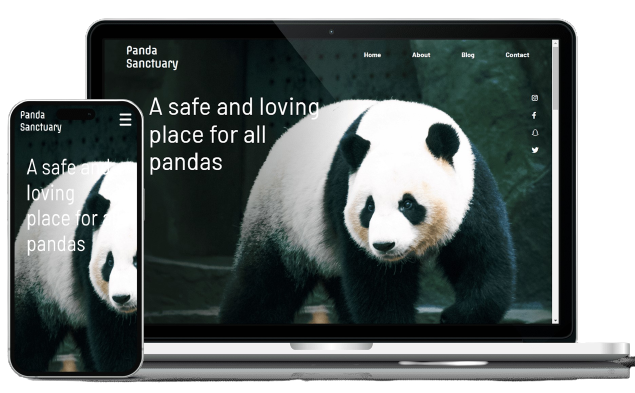 Panda
Sanctuary
Home
About
Blog
Contact
A safe and loving
place for all
pandas
Panda
Sanctuary
A safe and
loving
place for a
pandas